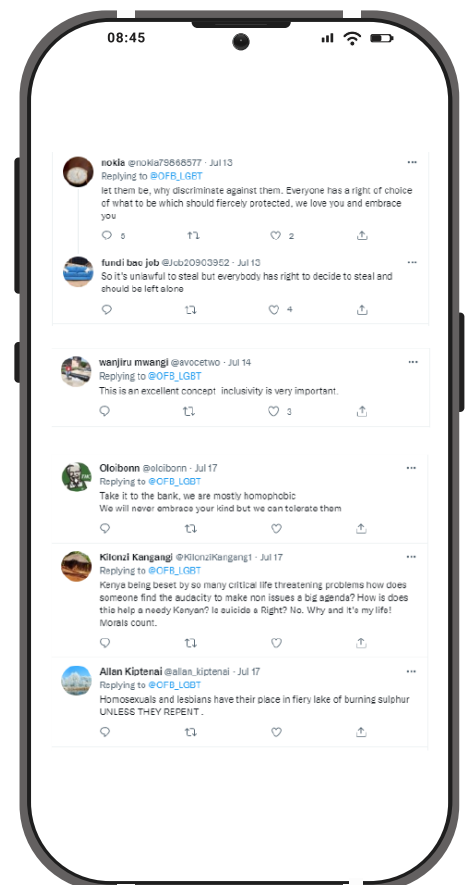 08:45
nokia @nokia79868577 · Jul 13
Replying to @OFB_LGBT
let them be, why discriminate against them. Everyone has a right of choice
of what to be which should fiercely protected, we love you and embrace
you
5
2
fundi bao job @Job20903952 · Jul 13
So it's unlawful to steal but everybody has right to decide to steal and
should be left alone
4
wanjiru mwangi @avocetwo · Jul 14
Replying to @OFB_LGBT
This is an excellent concept inclusivity is very important.
3
Oloibonn @oloibonn · Jul 17
Replying to @OFB_LGBT
Take it to the bank, we are mostly homophobic
We will never embrace your kind but we can tolerate them
Kilonzi Kangangi @KilonziKangang1 · Jul 17
Replying to @OFB_LGBT
Kenya being beset by so many critical life threatening problems how does
someone find the audacity to make non issues a big agenda? How is does
this help a needy Kenyan? Is suicide a Right? No. Why and it's my life!
Morals count.
Allan Kiptenai @allan_kiptenai · Jul 17
Replying to @OFB_LGBT
Homosexuals and lesbians have their place in fiery lake of burning sulphur
UNLESS THEY REPENT .